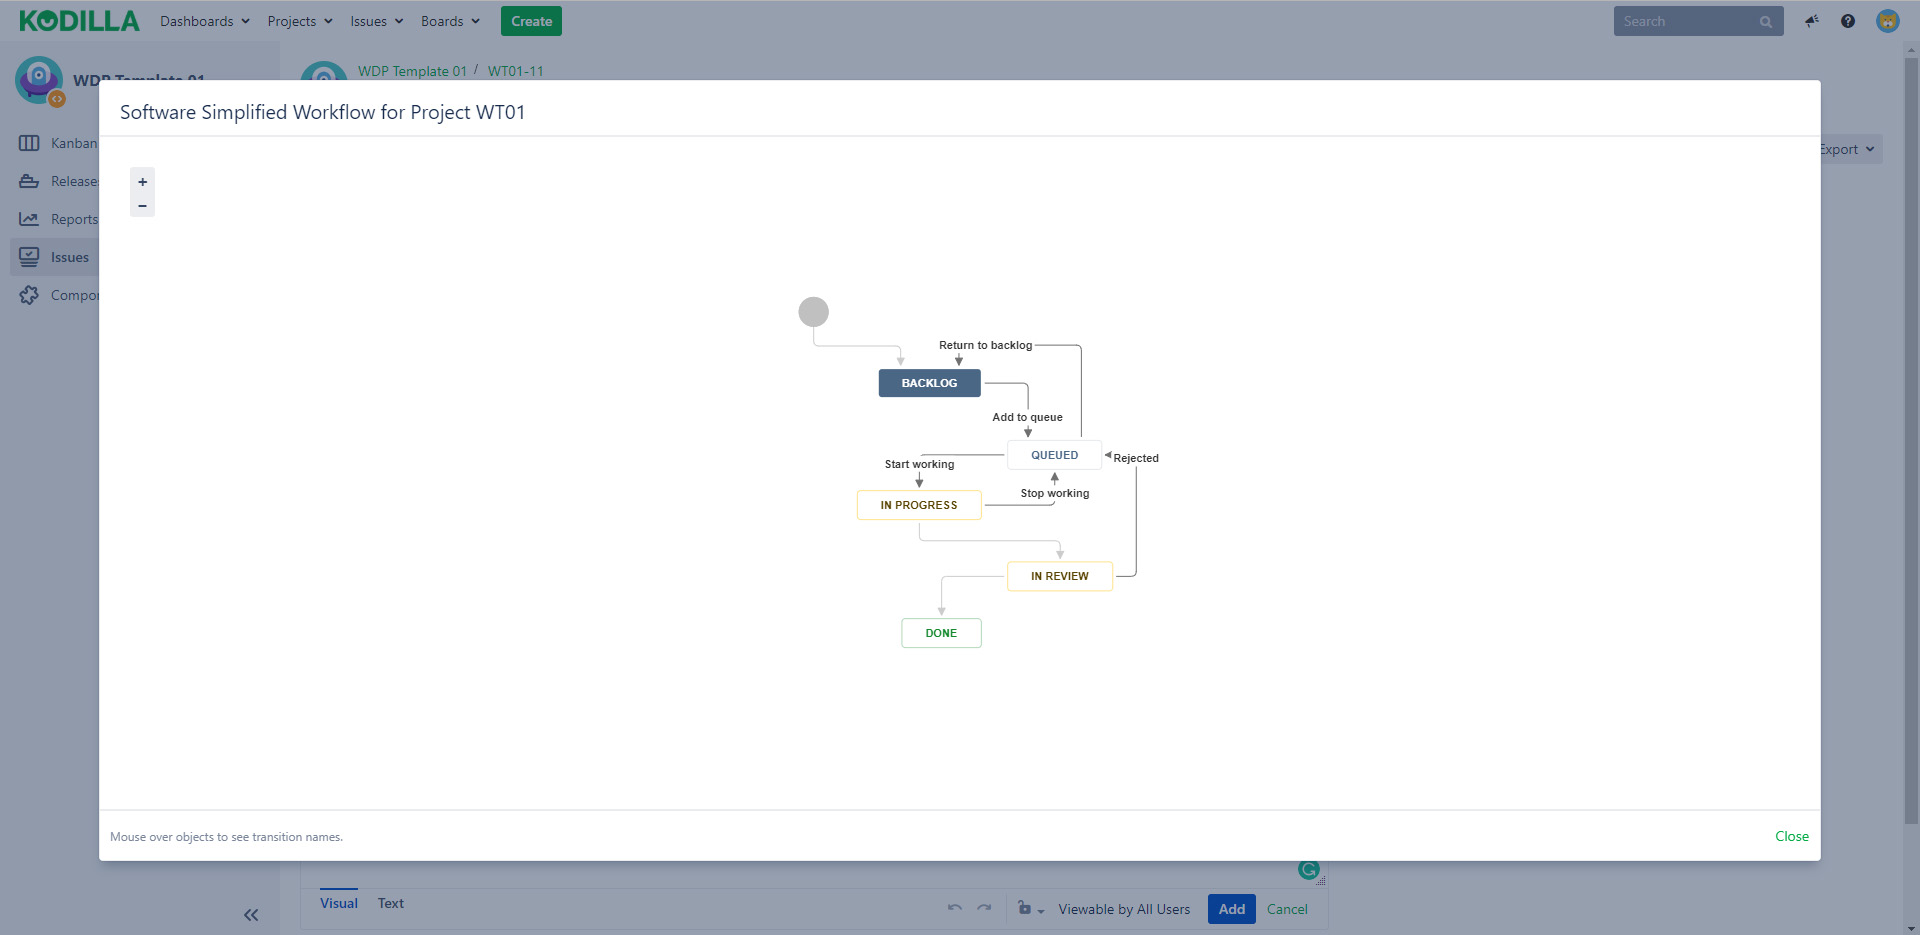 KODILLA Dashboards Projects Issues Boards Create Search
WDP Template 01 / WT01-11
WDP Template 01
Software Simplified Workflow for Project WT01
Kanban
Export
Releases
+
−
Reports
Issues
Compon
Return to backlog
BACKLOG
Add to queue
QUEUED
Rejected
Start working
Stop working
IN PROGRESS
IN REVIEW
DONE
Mouse over objects to see transition names.
Close
Visual Text
Viewable by All Users Add Cancel